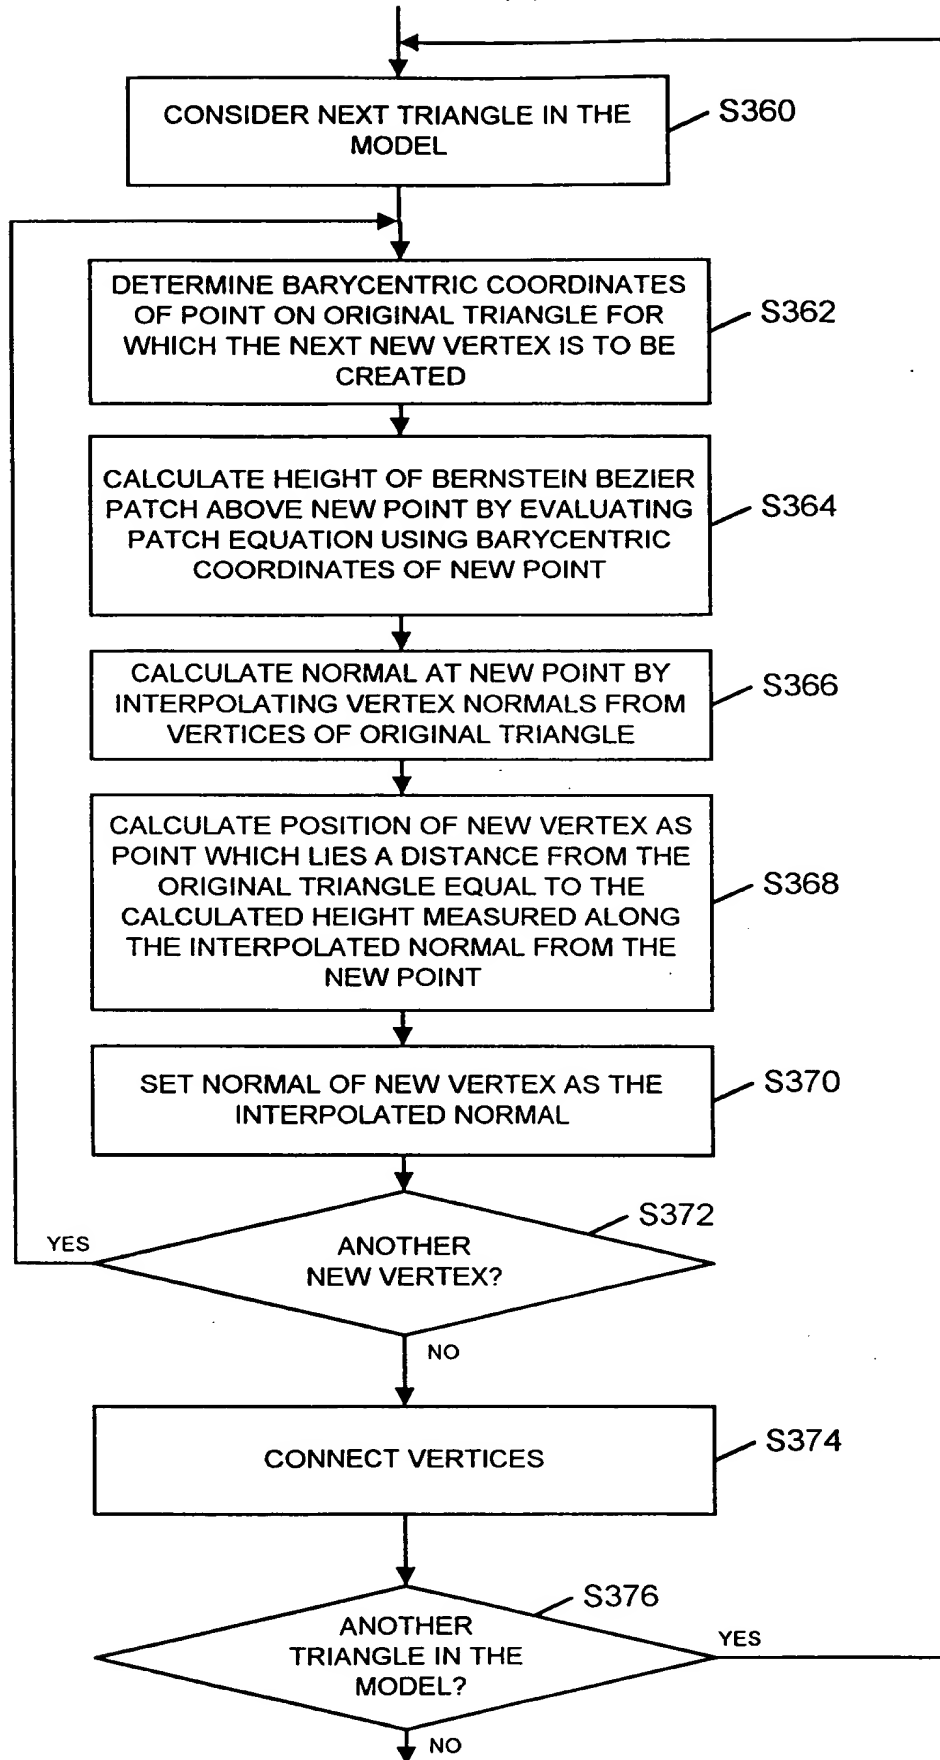 CONSIDER NEXT TRIANGLE IN THE
MODEL
S360
DETERMINE BARYCENTRIC COORDINATES
OF POINT ON ORIGINAL TRIANGLE FOR
WHICH THE NEXT NEW VERTEX IS TO BE
CREATED
S362
CALCULATE HEIGHT OF BERNSTEIN BEZIER
PATCH ABOVE NEW POINT BY EVALUATING
PATCH EQUATION USING BARYCENTRIC
COORDINATES OF NEW POINT
S364
CALCULATE NORMAL AT NEW POINT BY
INTERPOLATING VERTEX NORMALS FROM
VERTICES OF ORIGINAL TRIANGLE
S366
CALCULATE POSITION OF NEW VERTEX AS
POINT WHICH LIES A DISTANCE FROM THE
ORIGINAL TRIANGLE EQUAL TO THE
CALCULATED HEIGHT MEASURED ALONG
THE INTERPOLATED NORMAL FROM THE
NEW POINT
S368
SET NORMAL OF NEW VERTEX AS THE
INTERPOLATED NORMAL
S370
S372
YES
ANOTHER
NEW VERTEX?
NO
CONNECT VERTICES
S374
S376
ANOTHER
TRIANGLE IN THE
MODEL?
YES
NO